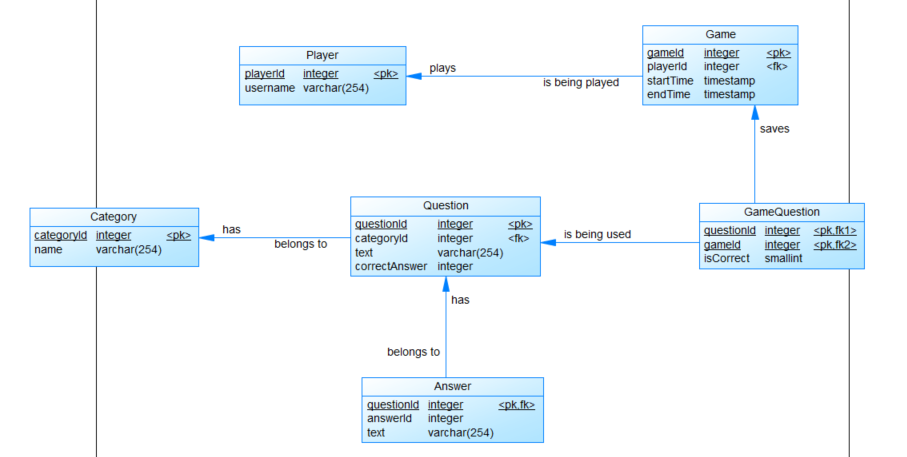 Player
playerId integer <pk>
username varchar(254)
plays
is being played
Game
gameId integer <pk>
playerId integer <fk>
startTime timestamp
endTime timestamp
saves
Category
categoryId integer <pk>
name varchar(254)
has
belongs to
Question
questionId integer <pk>
categoryId integer <fk>
text varchar(254)
correctAnswer integer
is being used
GameQuestion
questionId integer <pk,fk1>
gameId integer <pk,fk2>
isCorrect smallint
has
belongs to
Answer
questionId integer <pk,fk>
answerId integer
text varchar(254)